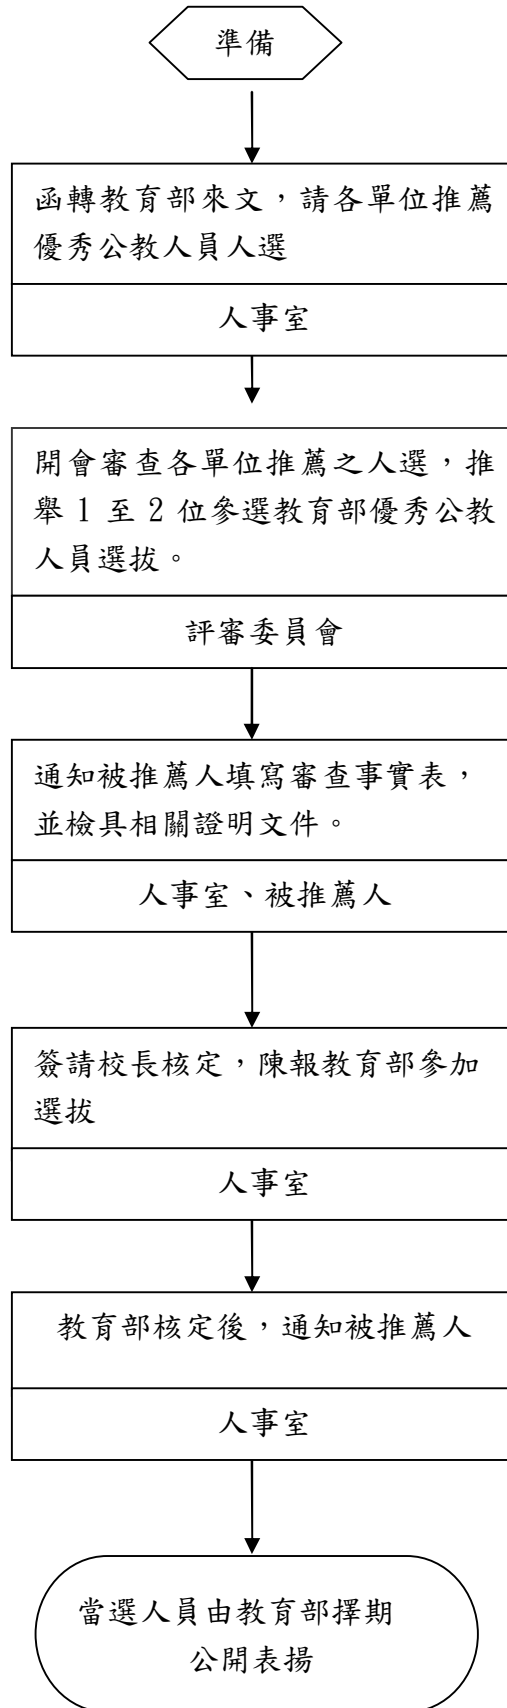 準備
函轉教育部來文，請各單位推薦
優秀公教人員人選
人事室
開會審查各單位推薦之人選，推
舉 1 至 2 位參選教育部優秀公教
人員選拔。
評審委員會
通知被推薦人填寫審查事實表，
並檢具相關證明文件。
人事室、被推薦人
簽請校長核定，陳報教育部參加
選拔
人事室
教育部核定後，通知被推薦人
人事室
當選人員由教育部擇期
公開表揚